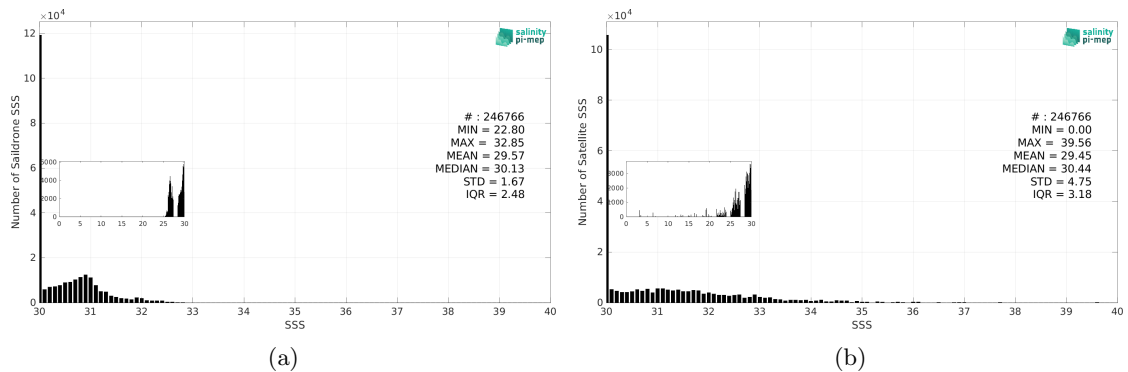 ×10⁴
12
10
8
6
4
2
0
Number of Saildrone SSS
salinity
pi-mep
# : 246766
MIN = 22.80
MAX = 32.85
MEAN = 29.57
MEDIAN = 30.13
STD = 1.67
IQR = 2.48
6000
4000
2000
0
0 5 10 15 20 25 30
30 31 32 33 34 35 36 37 38 39 40
SSS
(a)
×10⁴
10
8
6
4
2
0
Number of Satellite SSS
salinity
pi-mep
# : 246766
MIN = 0.00
MAX = 39.56
MEAN = 29.45
MEDIAN = 30.44
STD = 4.75
IQR = 3.18
3000
2000
1000
0
0 5 10 15 20 25 30
30 31 32 33 34 35 36 37 38 39 40
SSS
(b)